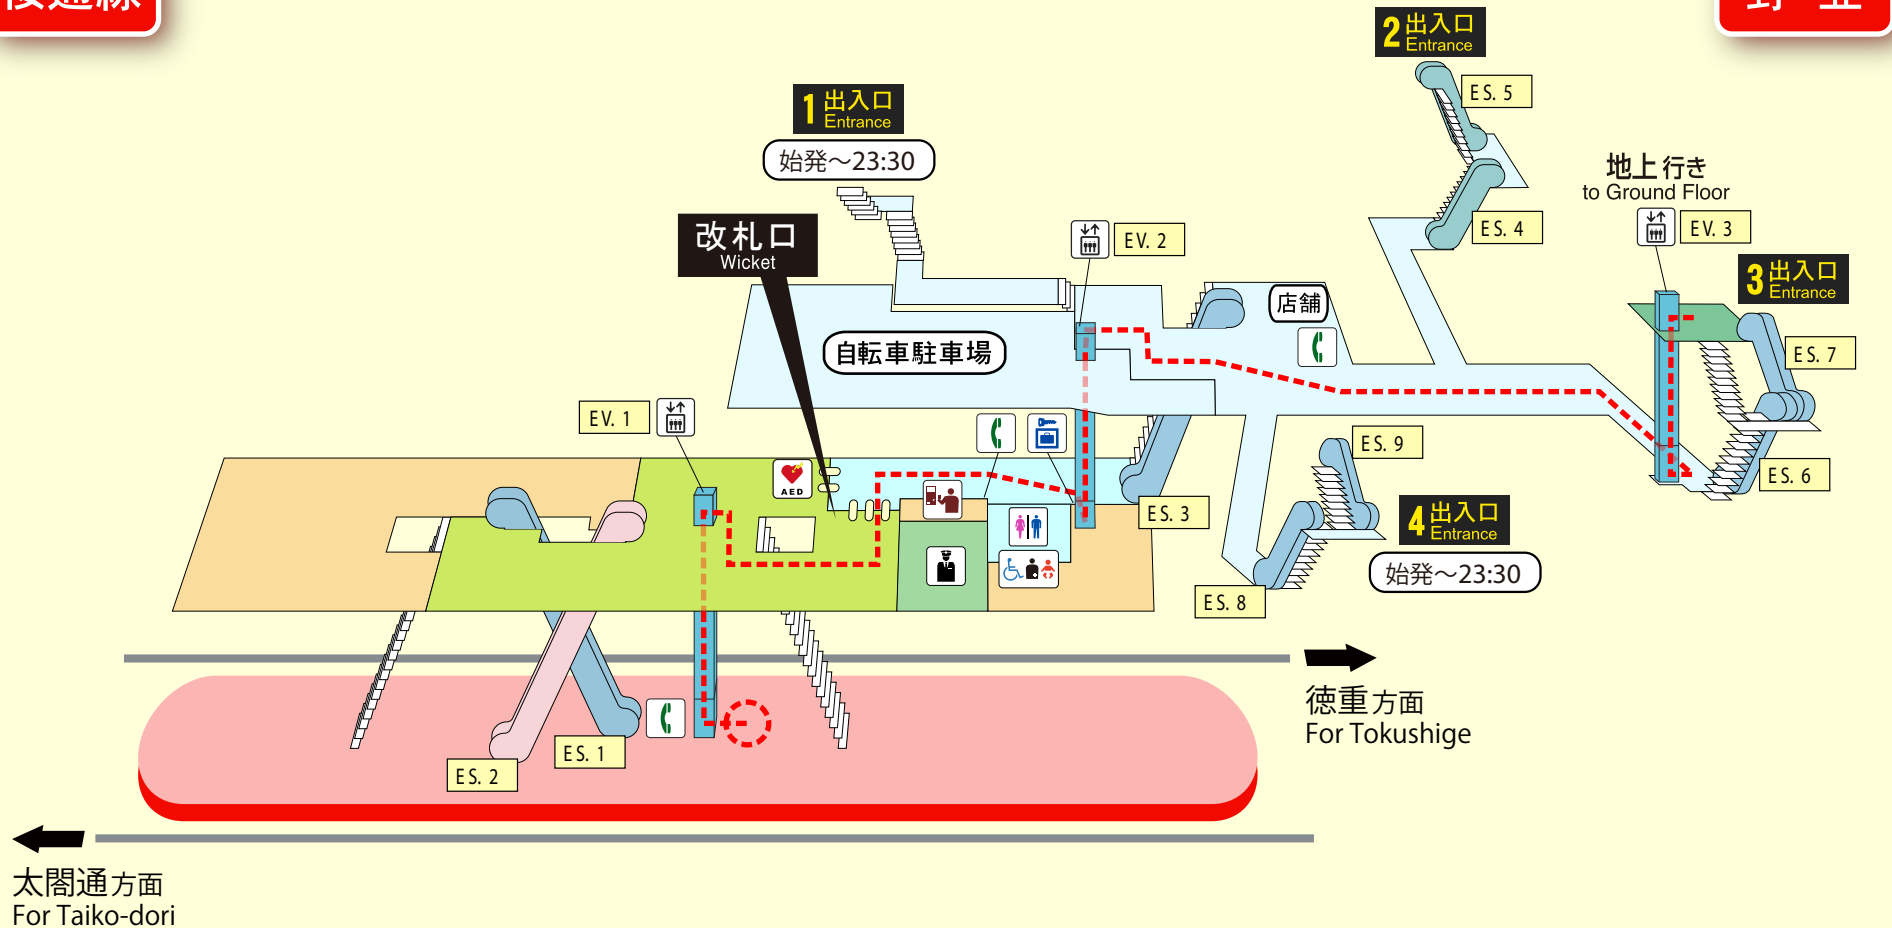 2 出入口
Entrance
ES. 5
1 出入口
Entrance
始発～23:30
地上行き
to Ground Floor
ES. 4
EV. 3
改札口
Wicket
EV. 2
3 出入口
Entrance
店舗
自転車駐車場
ES. 7
EV. 1
ES. 9
AED
ES. 6
ES. 3
4 出入口
Entrance
始発～23:30
ES. 8
徳重方面
For Tokushige
ES. 1
ES. 2
太閤通方面
For Taiko-dori